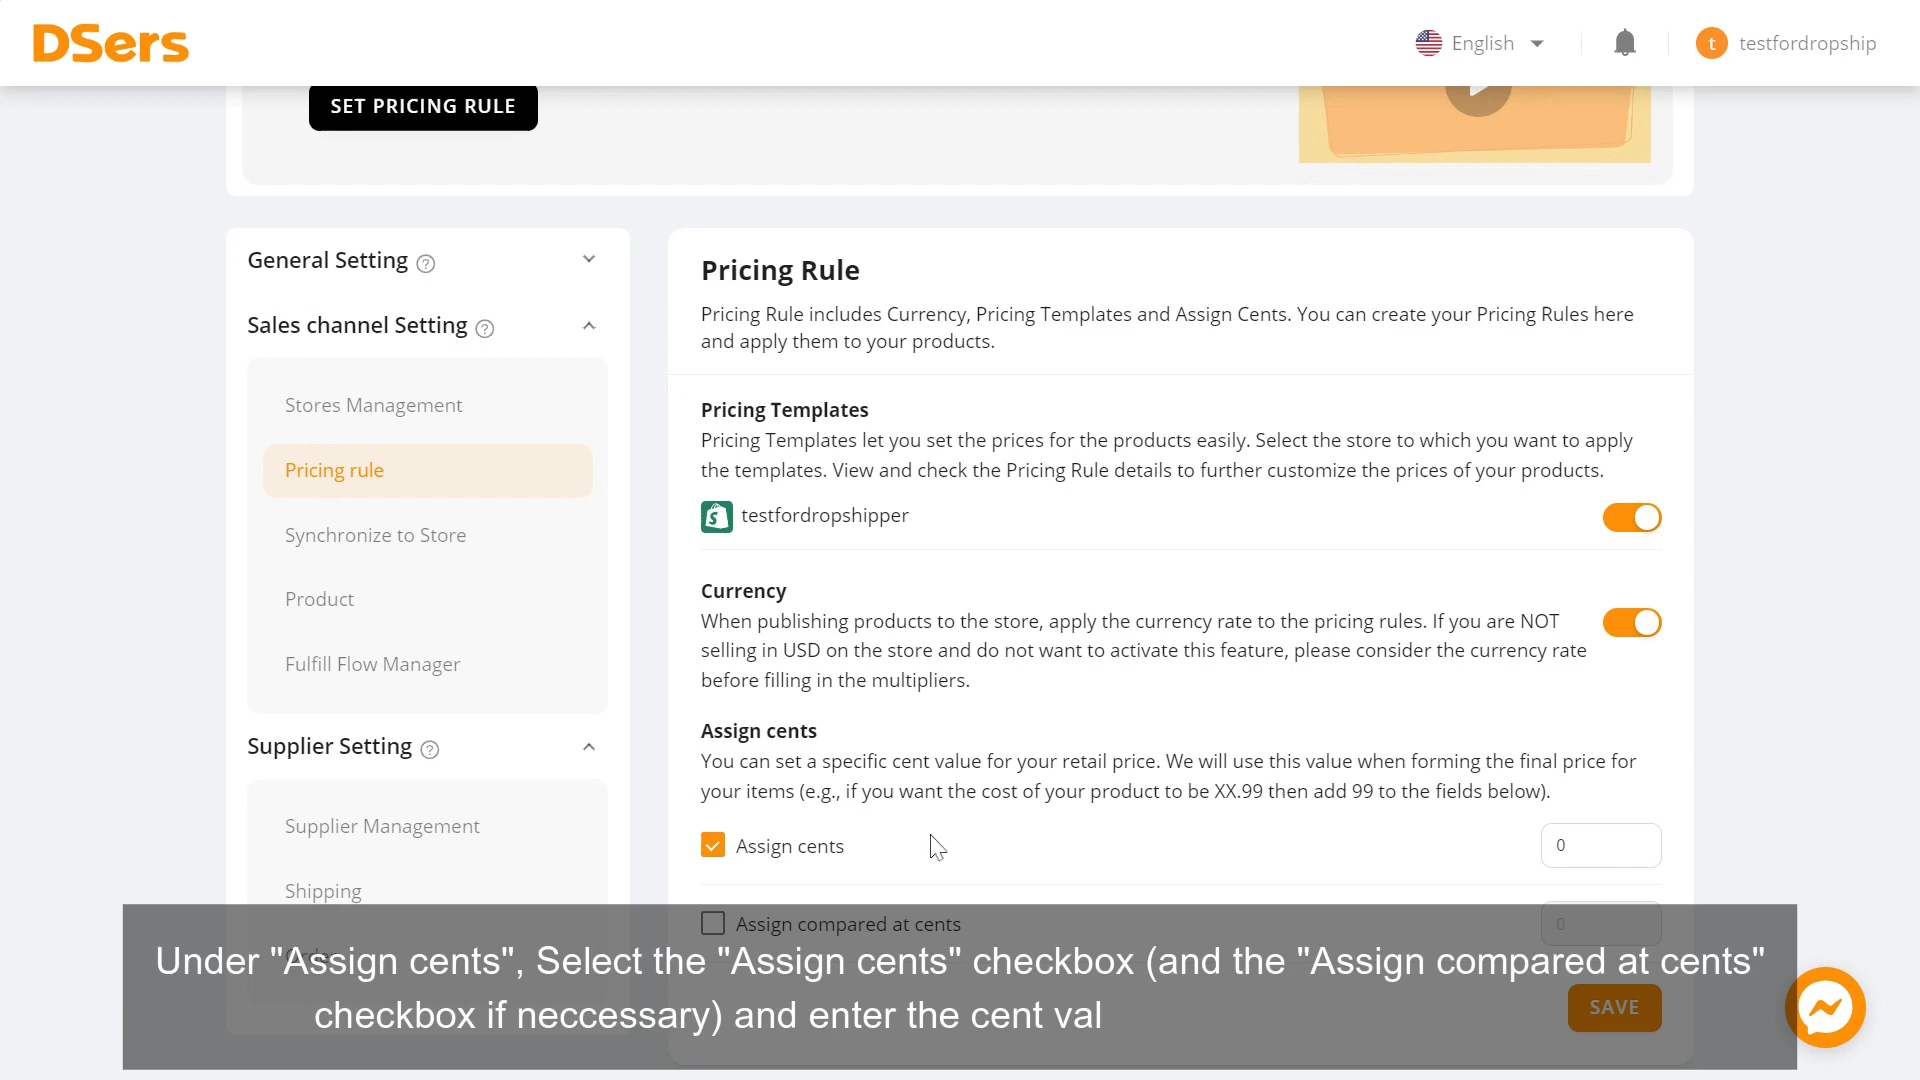 DSers
English
t
testfordropship
SET PRICING RULE
General Setting ?
Sales channel Setting ?
Stores Management
Pricing rule
Synchronize to Store
Product
Fulfill Flow Manager
Supplier Setting ?
Supplier Management
Shipping
Pricing Rule
Pricing Rule includes Currency, Pricing Templates and Assign Cents. You can create your Pricing Rules here
and apply them to your products.
Pricing Templates
Pricing Templates let you set the prices for the products easily. Select the store to which you want to apply
the templates. View and check the Pricing Rule details to further customize the prices of your products.
testfordropshipper
Currency
When publishing products to the store, apply the currency rate to the pricing rules. If you are NOT
selling in USD on the store and do not want to activate this feature, please consider the currency rate
before filling in the multipliers.
Assign cents
You can set a specific cent value for your retail price. We will use this value when forming the final price for
your items (e.g., if you want the cost of your product to be XX.99 then add 99 to the fields below).
Assign cents
0
Assign compared at cents
0
SAVE
Under "Assign cents", Select the "Assign cents" checkbox (and the "Assign compared at cents"
checkbox if neccessary) and enter the cent val